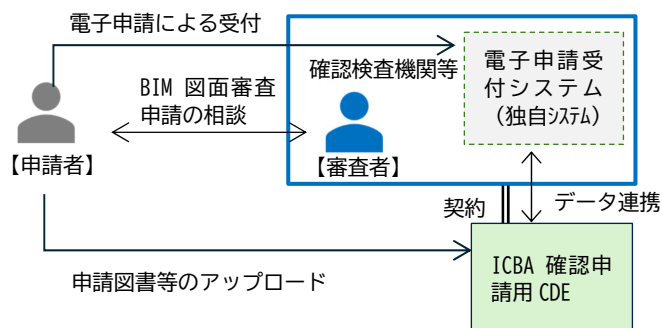 電子申請による受付
確認検査機関等
電子申請受
付システム
（独自ｼｽﾃﾑ）
BIM 図面審査
申請の相談
【申請者】
【審査者】
契約
データ連携
申請図書等のアップロード
ICBA 確認申
請用 CDE